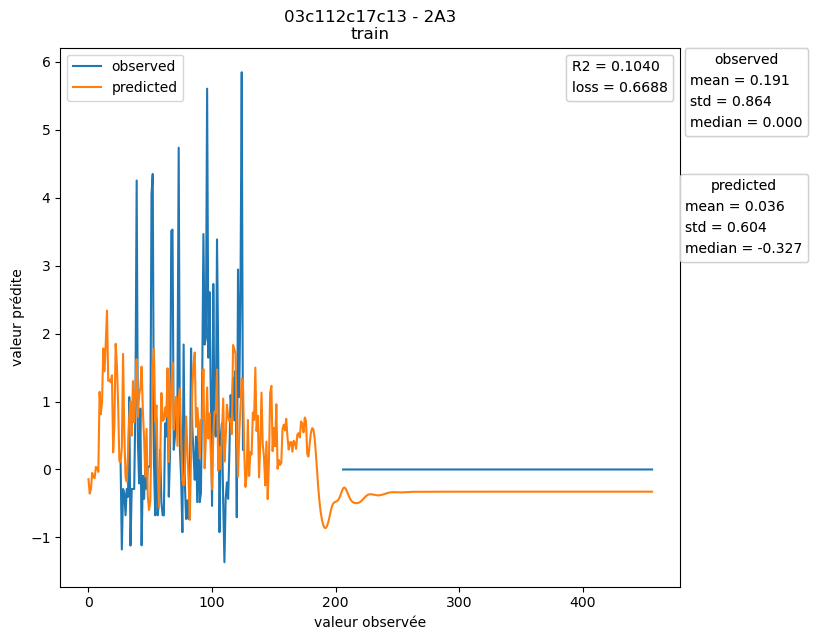 03c112c17c13 - 2A3
train
observed
predicted
R2 = 0.1040
loss = 0.6688
observed
mean = 0.191
std = 0.864
median = 0.000
predicted
mean = 0.036
std = 0.604
median = -0.327
valeur prédite
6
5
4
3
2
1
0
−1
0
100
200
300
400
valeur observée